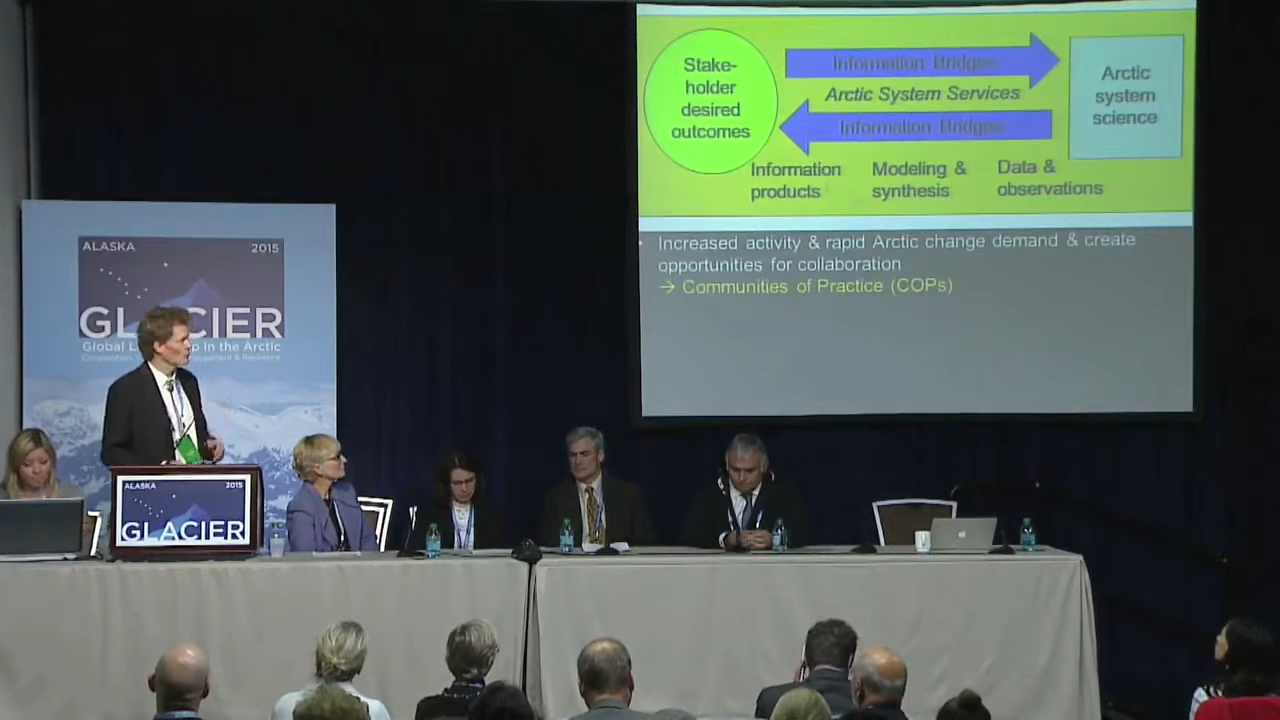 Stake-
holder
desired
outcomes
Information Bridges
Arctic System Services
Information Bridges
Arctic
system
science
Information
products
Modeling &
synthesis
Data &
observations
Increased activity & rapid Arctic change demand & create
opportunities for collaboration
→ Communities of Practice (COPs)
ALASKA 2015
GLACIER
Global in the Arctic
ALASKA 2015
GLACIER